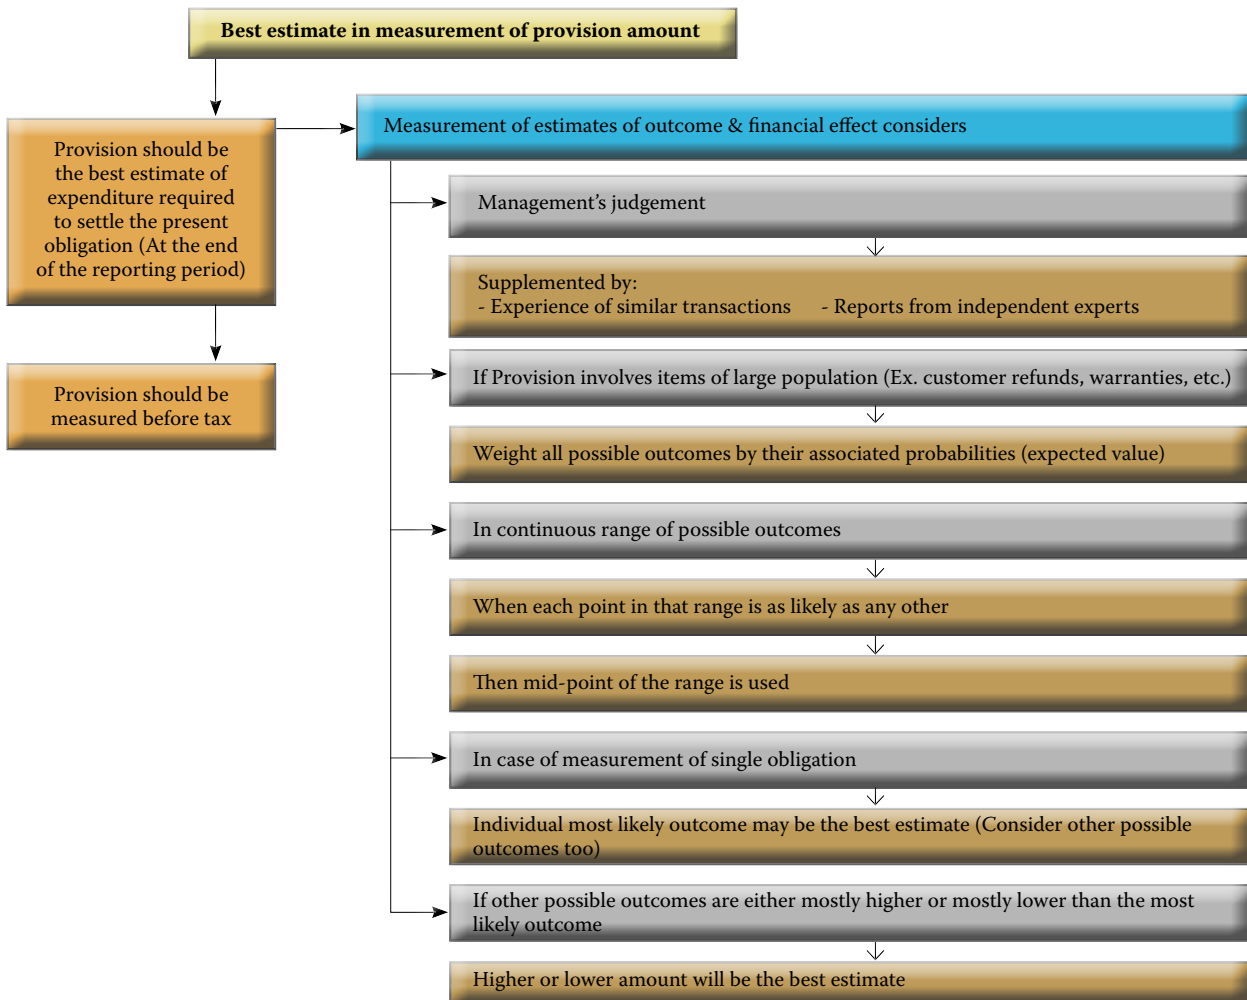 Best estimate in measurement of provision amount
Provision should be
the best estimate of
expenditure required
to settle the present
obligation (At the end
of the reporting period)
Provision should be
measured before tax
Measurement of estimates of outcome & financial effect considers
Management’s judgement
Supplemented by:
- Experience of similar transactions - Reports from independent experts
If Provision involves items of large population (Ex. customer refunds, warranties, etc.)
Weight all possible outcomes by their associated probabilities (expected value)
In continuous range of possible outcomes
When each point in that range is as likely as any other
Then mid-point of the range is used
In case of measurement of single obligation
Individual most likely outcome may be the best estimate (Consider other possible
outcomes too)
If other possible outcomes are either mostly higher or mostly lower than the most
likely outcome
Higher or lower amount will be the best estimate